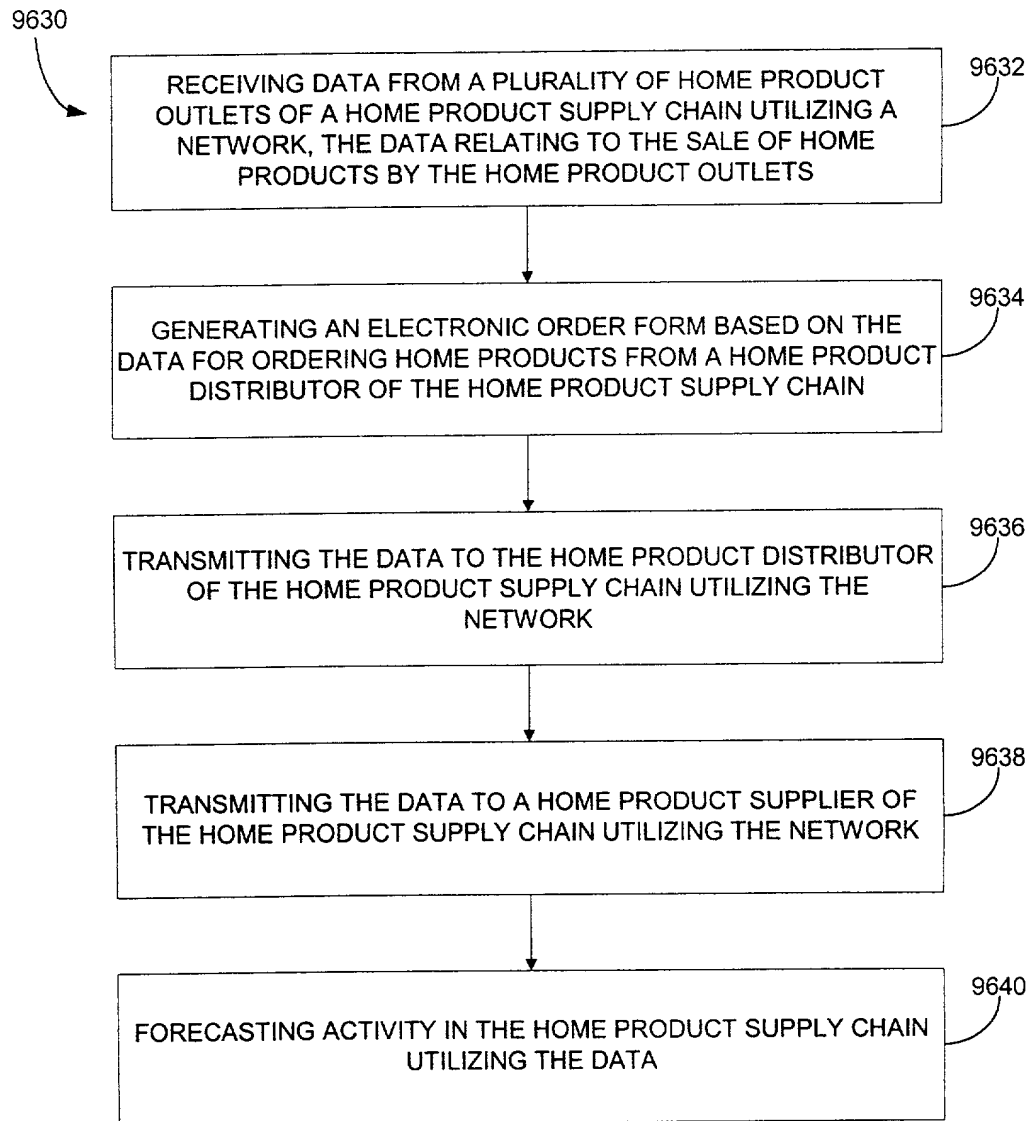 9630
RECEIVING DATA FROM A PLURALITY OF HOME PRODUCT
OUTLETS OF A HOME PRODUCT SUPPLY CHAIN UTILIZING A
NETWORK, THE DATA RELATING TO THE SALE OF HOME
PRODUCTS BY THE HOME PRODUCT OUTLETS
9632
GENERATING AN ELECTRONIC ORDER FORM BASED ON THE
DATA FOR ORDERING HOME PRODUCTS FROM A HOME PRODUCT
DISTRIBUTOR OF THE HOME PRODUCT SUPPLY CHAIN
9634
TRANSMITTING THE DATA TO THE HOME PRODUCT DISTRIBUTOR
OF THE HOME PRODUCT SUPPLY CHAIN UTILIZING THE
NETWORK
9636
TRANSMITTING THE DATA TO A HOME PRODUCT SUPPLIER OF
THE HOME PRODUCT SUPPLY CHAIN UTILIZING THE NETWORK
9638
FORECASTING ACTIVITY IN THE HOME PRODUCT SUPPLY CHAIN
UTILIZING THE DATA
9640